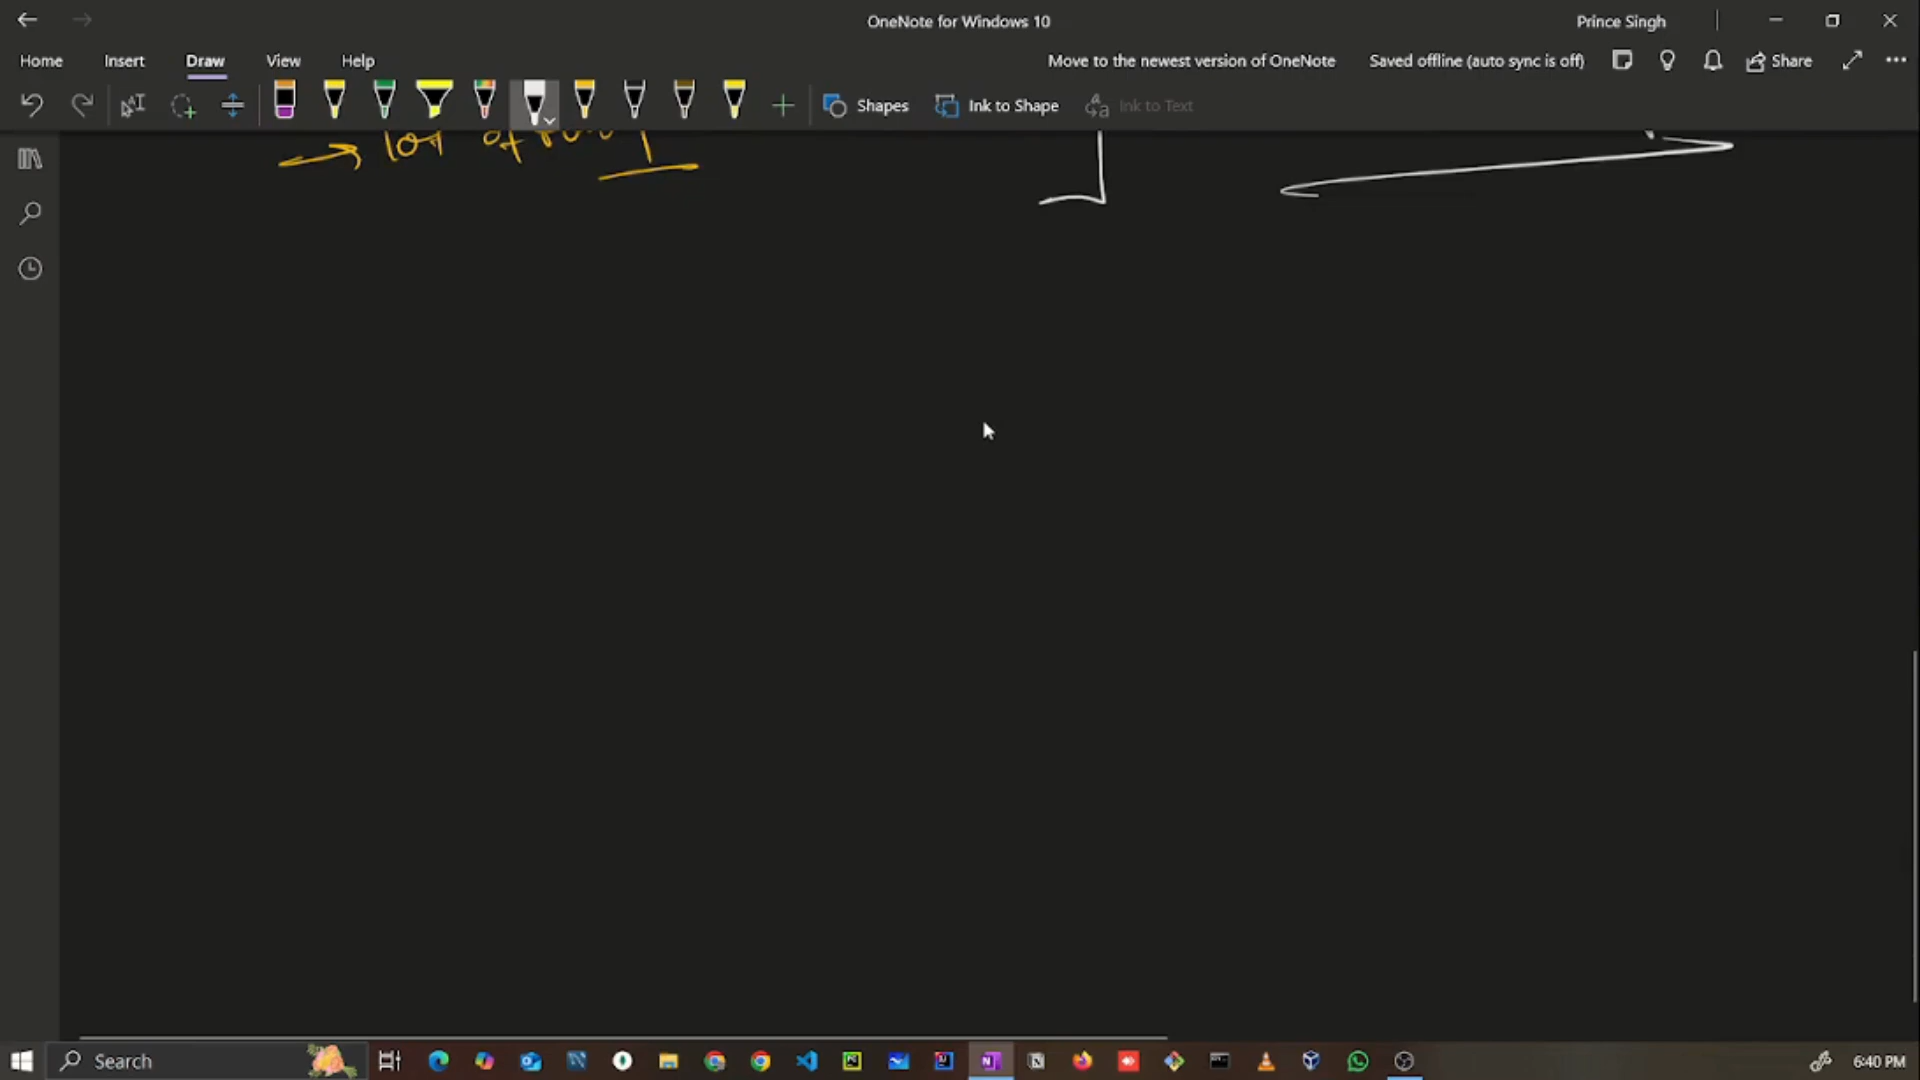 OneNote for Windows 10
Prince Singh
Home Insert Draw View Help
Move to the newest version of OneNote Saved offline (auto sync is off) Share
Shapes Ink to Shape Ink to Text
→ lot of
Search
6:40 PM